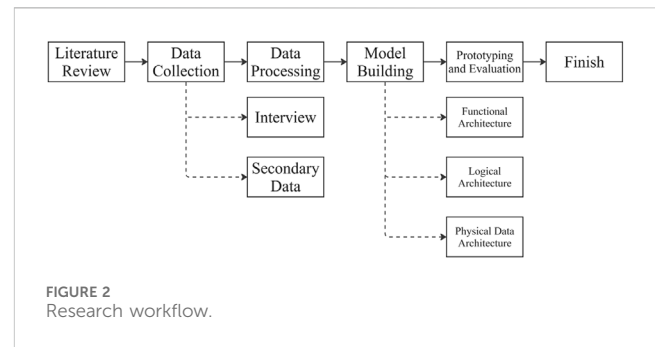 Literature
Review
Data
Collection
Data
Processing
Model
Building
Prototyping
and Evaluation
Finish
Interview
Functional
Architecture
Secondary
Data
Logical
Architecture
Physical Data
Architecture
FIGURE 2
Research workflow.